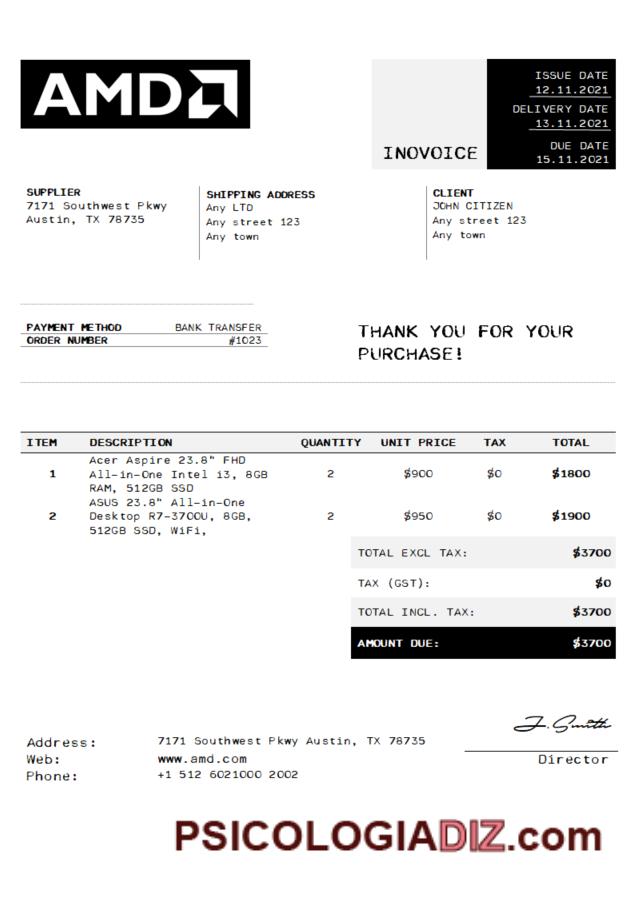 AMD
ISSUE DATE
12.11.2021
DELIVERY DATE
13.11.2021
DUE DATE
15.11.2021
INOVOICE
SUPPLIER
7171 Southwest Pkwy
Austin, TX 78735
SHIPPING ADDRESS
Any LTD
Any street 123
Any town
CLIENT
JOHN CITIZEN
Any street 123
Any town
PAYMENT METHOD BANK TRANSFER
ORDER NUMBER #1023
THANK YOU FOR YOUR
PURCHASE!
ITEM DESCRIPTION QUANTITY UNIT PRICE TAX TOTAL
Acer Aspire 23.8" FHD
1 All-in-One Intel i3, 8GB 2 $900 $0 $1800
RAM, 512GB SSD
ASUS 23.8" All-in-One
2 Desktop R7-3700U, 8GB, 2 $950 $0 $1900
512GB SSD, WiFi,
TOTAL EXCL TAX: $3700
TAX (GST): $0
TOTAL INCL. TAX: $3700
AMOUNT DUE: $3700
J. Smith
Director
Address: 7171 Southwest Pkwy Austin, TX 78735
Web: www.amd.com
Phone: +1 512 6021000 2002
PSICOLOGIADIZ.com